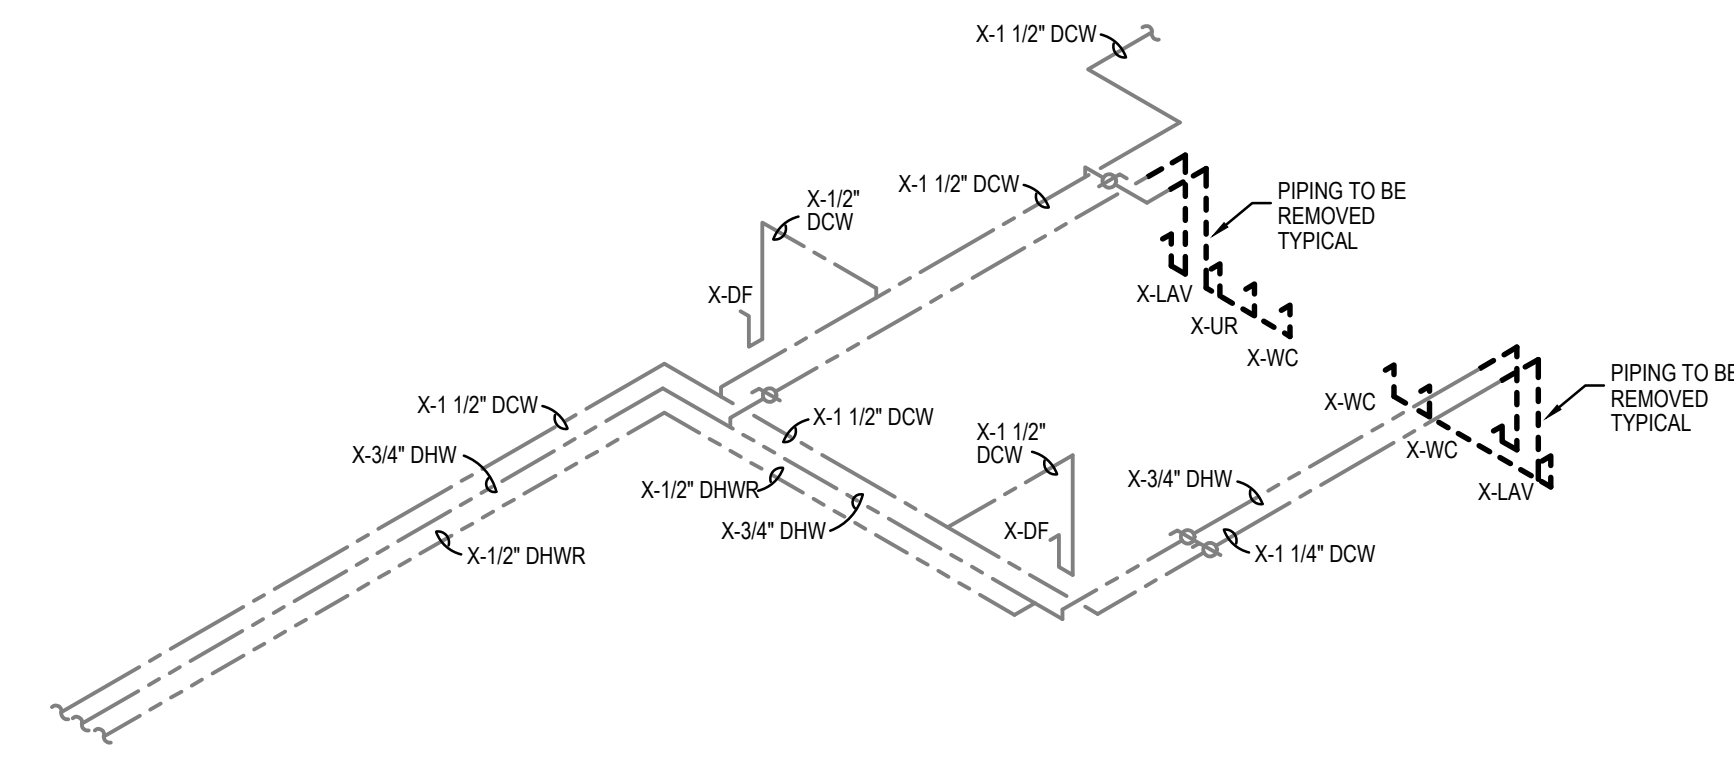 X-1 1/2" DCW
X-1 1/2" DCW
X-1/2"
DCW
PIPING TO BE
REMOVED
TYPICAL
X-DF
X-LAV
X-UR
X-WC
X-1 1/2" DCW
X-3/4" DHW
X-1/2" DHWR
X-1 1/2" DCW
X-1/2" DHWR
X-3/4" DHW
X-1 1/2"
DCW
X-DF
X-3/4" DHW
X-1 1/4" DCW
X-WC
X-WC
X-LAV
PIPING TO BE
REMOVED
TYPICAL